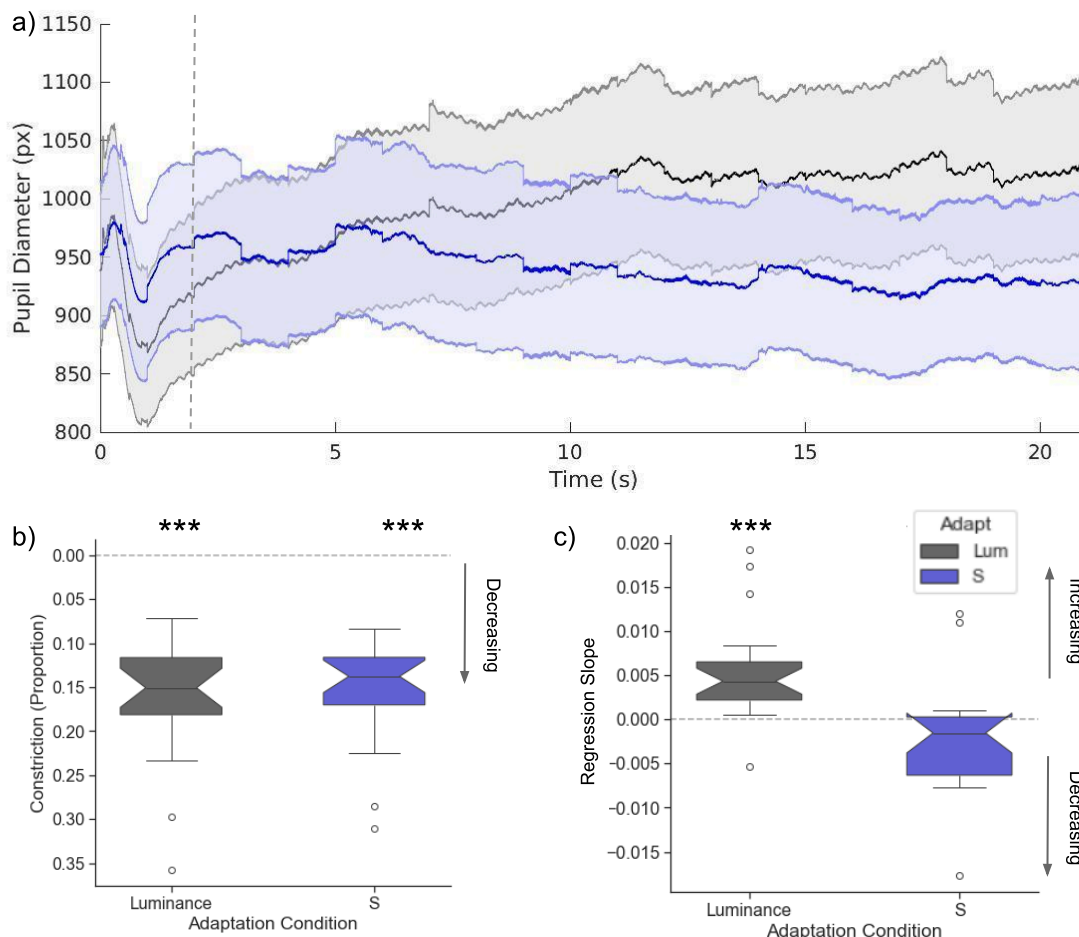 a)
1150
1100
1050
1000
950
900
850
800
Pupil Diameter (px)
0
5
10
15
20
Time (s)
b)
***
***
0.00
0.05
0.10
0.15
0.20
0.25
0.30
0.35
Constriction (Proportion)
Decreasing
Luminance
S
Adaptation Condition
c)
***
Adapt
Lum
S
0.020
0.015
0.010
0.005
0.000
−0.005
−0.010
−0.015
Regression Slope
Increasing
Decreasing
Luminance
S
Adaptation Condition